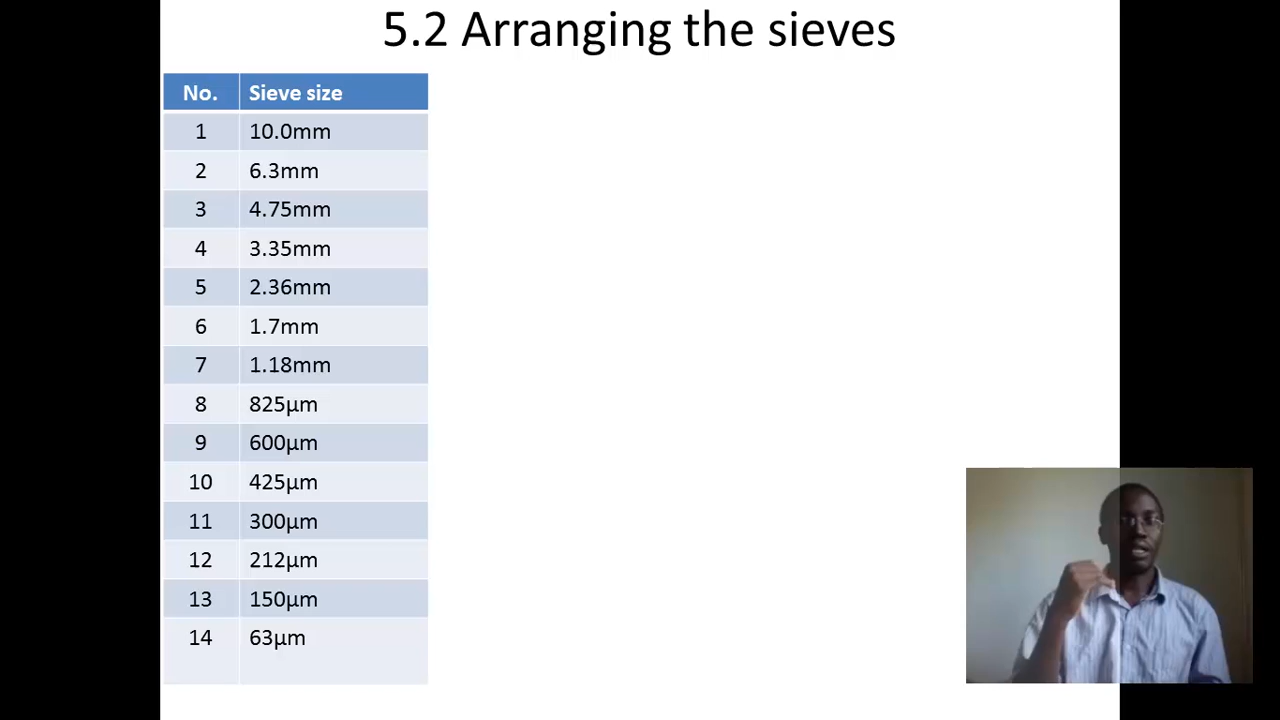 5.2 Arranging the sieves
No. Sieve size
1 10.0mm
2 6.3mm
3 4.75mm
4 3.35mm
5 2.36mm
6 1.7mm
7 1.18mm
8 825µm
9 600µm
10 425µm
11 300µm
12 212µm
13 150µm
14 63µm